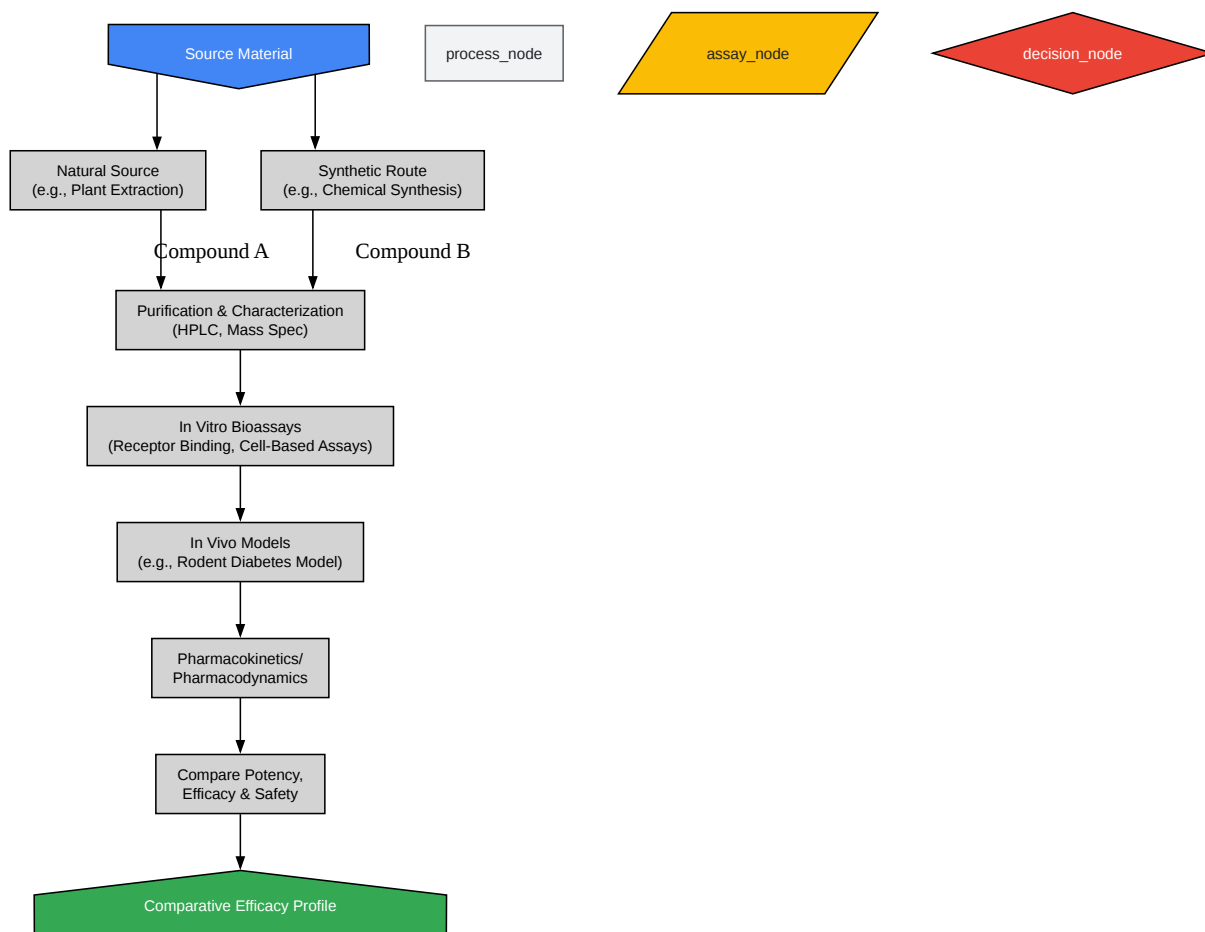 Source Material
process_node
assay_node
decision_node
Natural Source
(e.g., Plant Extraction)
Synthetic Route
(e.g., Chemical Synthesis)
Compound A
Compound B
Purification & Characterization
(HPLC, Mass Spec)
In Vitro Bioassays
(Receptor Binding, Cell-Based Assays)
In Vivo Models
(e.g., Rodent Diabetes Model)
Pharmacokinetics/
Pharmacodynamics
Compare Potency,
Efficacy & Safety
Comparative Efficacy Profile